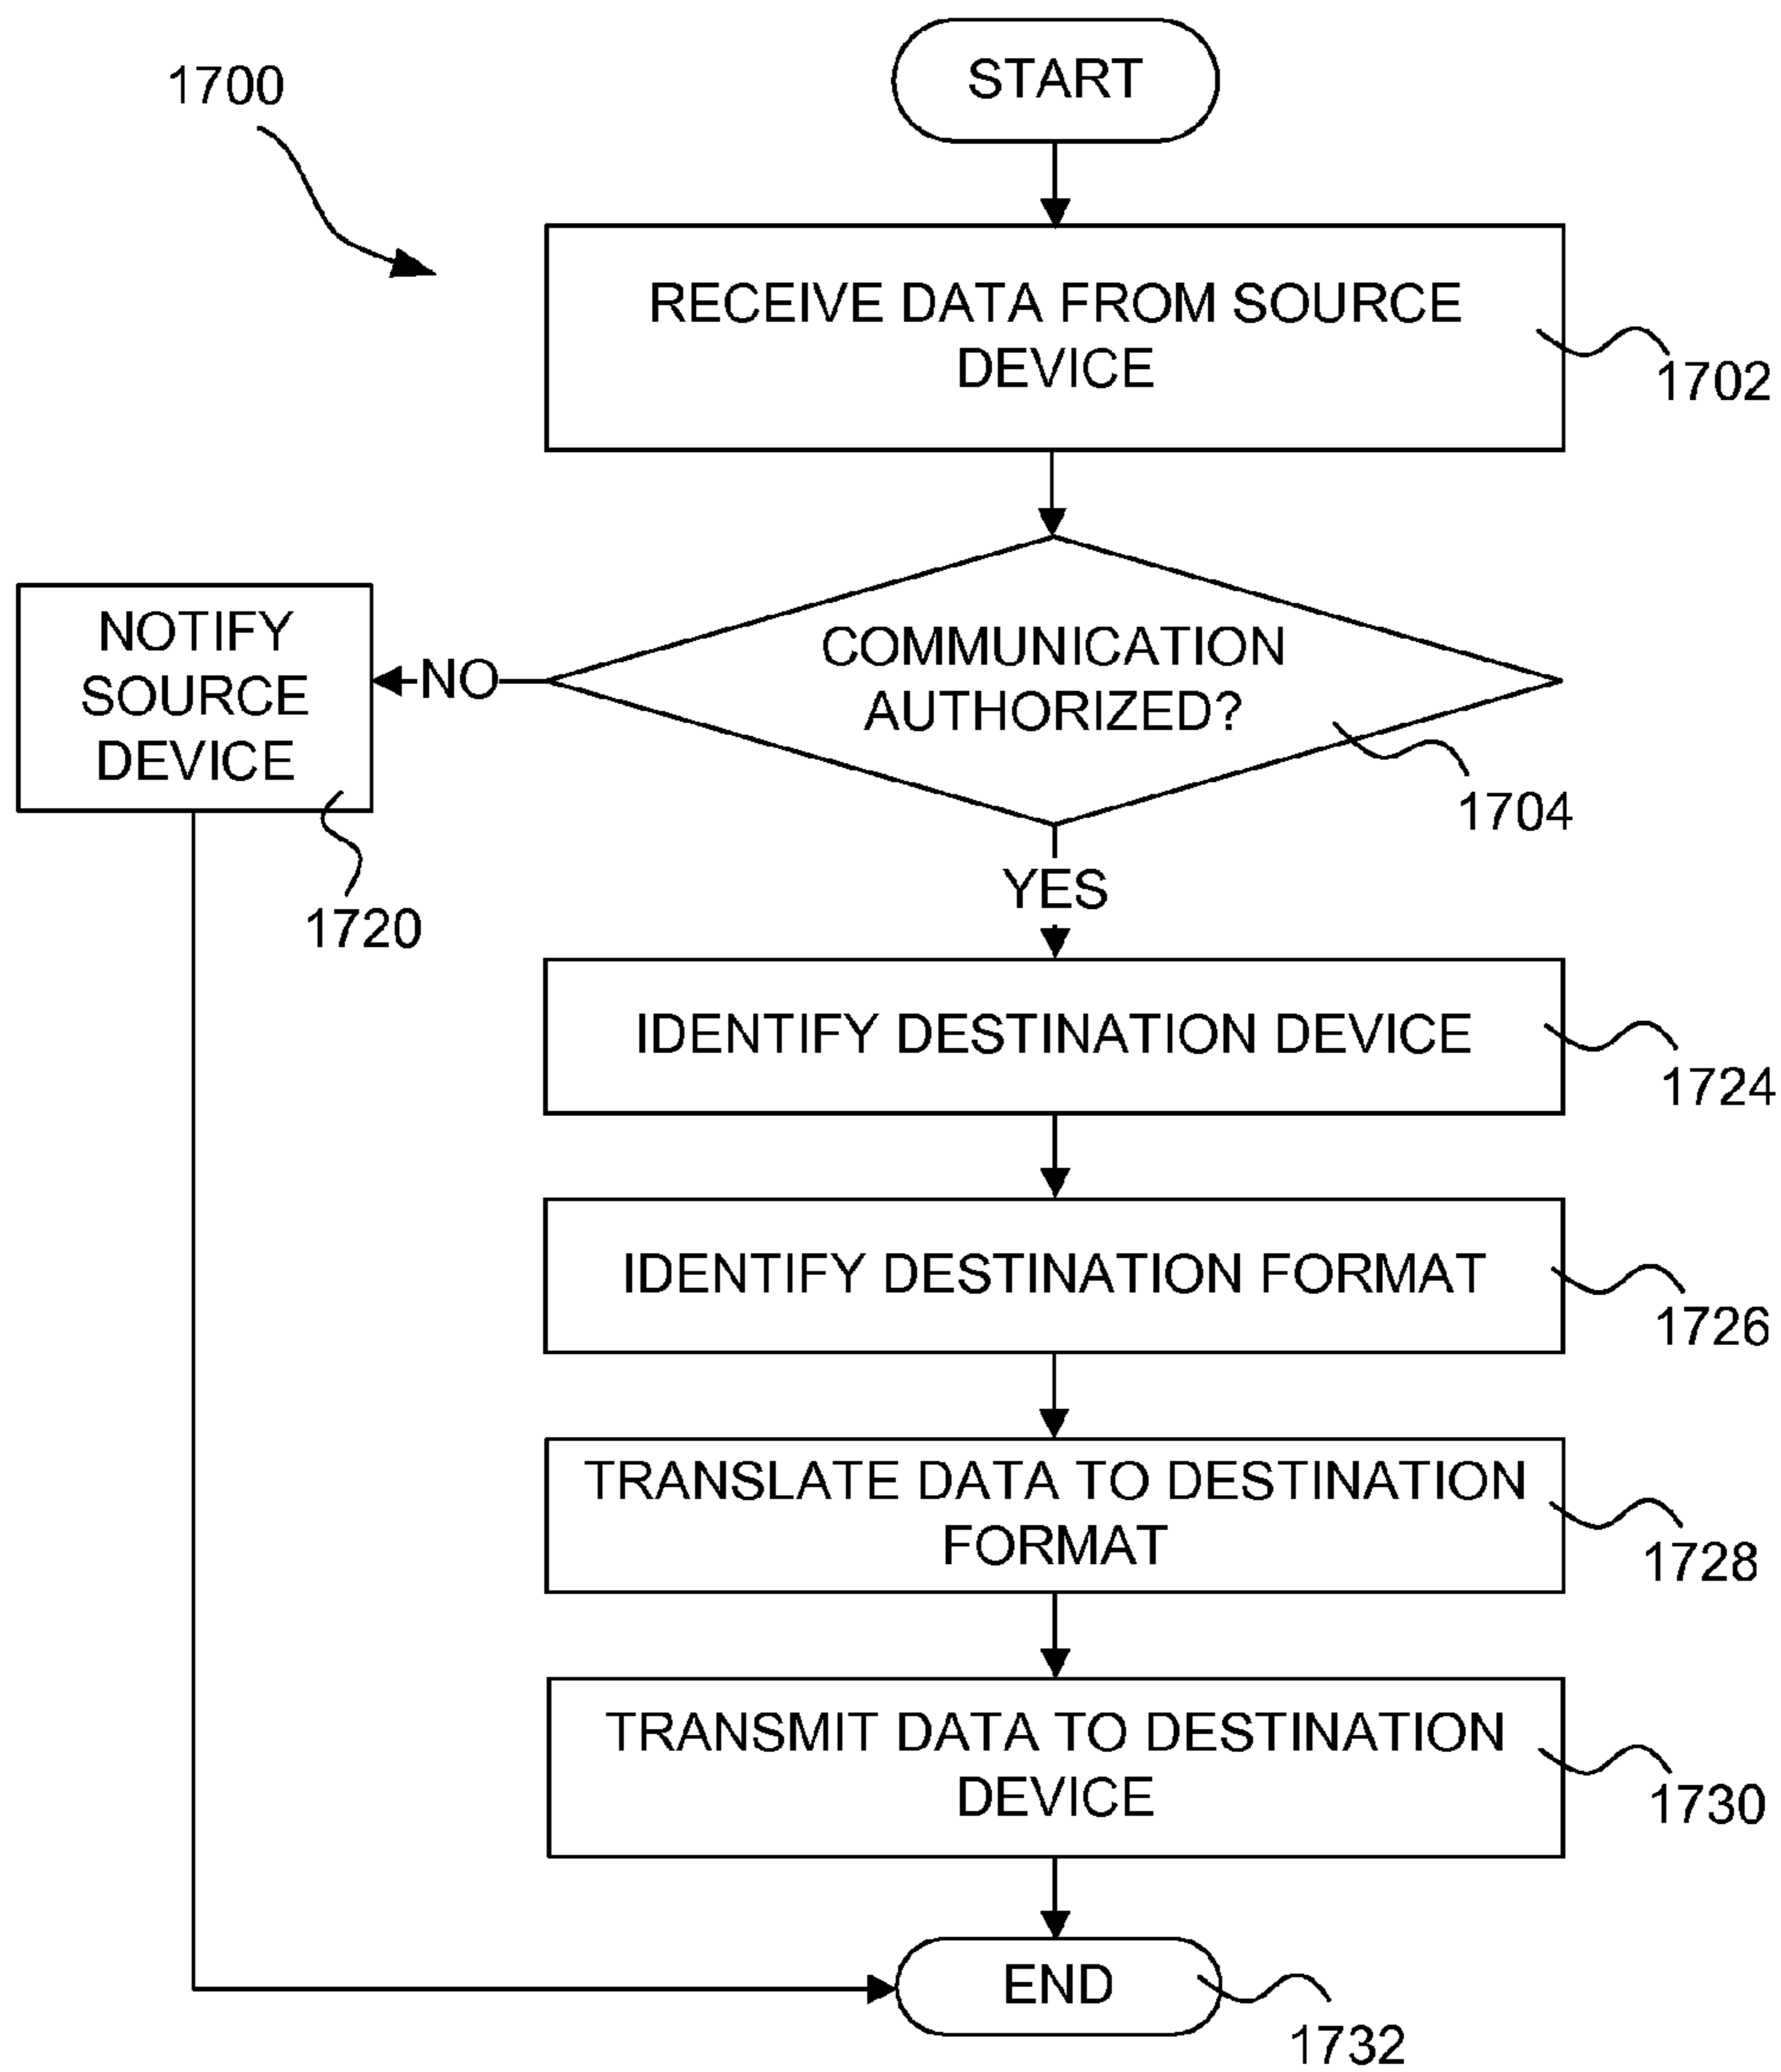 START
1700
RECEIVE DATA FROM SOURCE
DEVICE
1702
COMMUNICATION
AUTHORIZED?
1704
NO
NOTIFY
SOURCE
DEVICE
1720
YES
IDENTIFY DESTINATION DEVICE
1724
IDENTIFY DESTINATION FORMAT
1726
TRANSLATE DATA TO DESTINATION
FORMAT
1728
TRANSMIT DATA TO DESTINATION
DEVICE
1730
END
1732